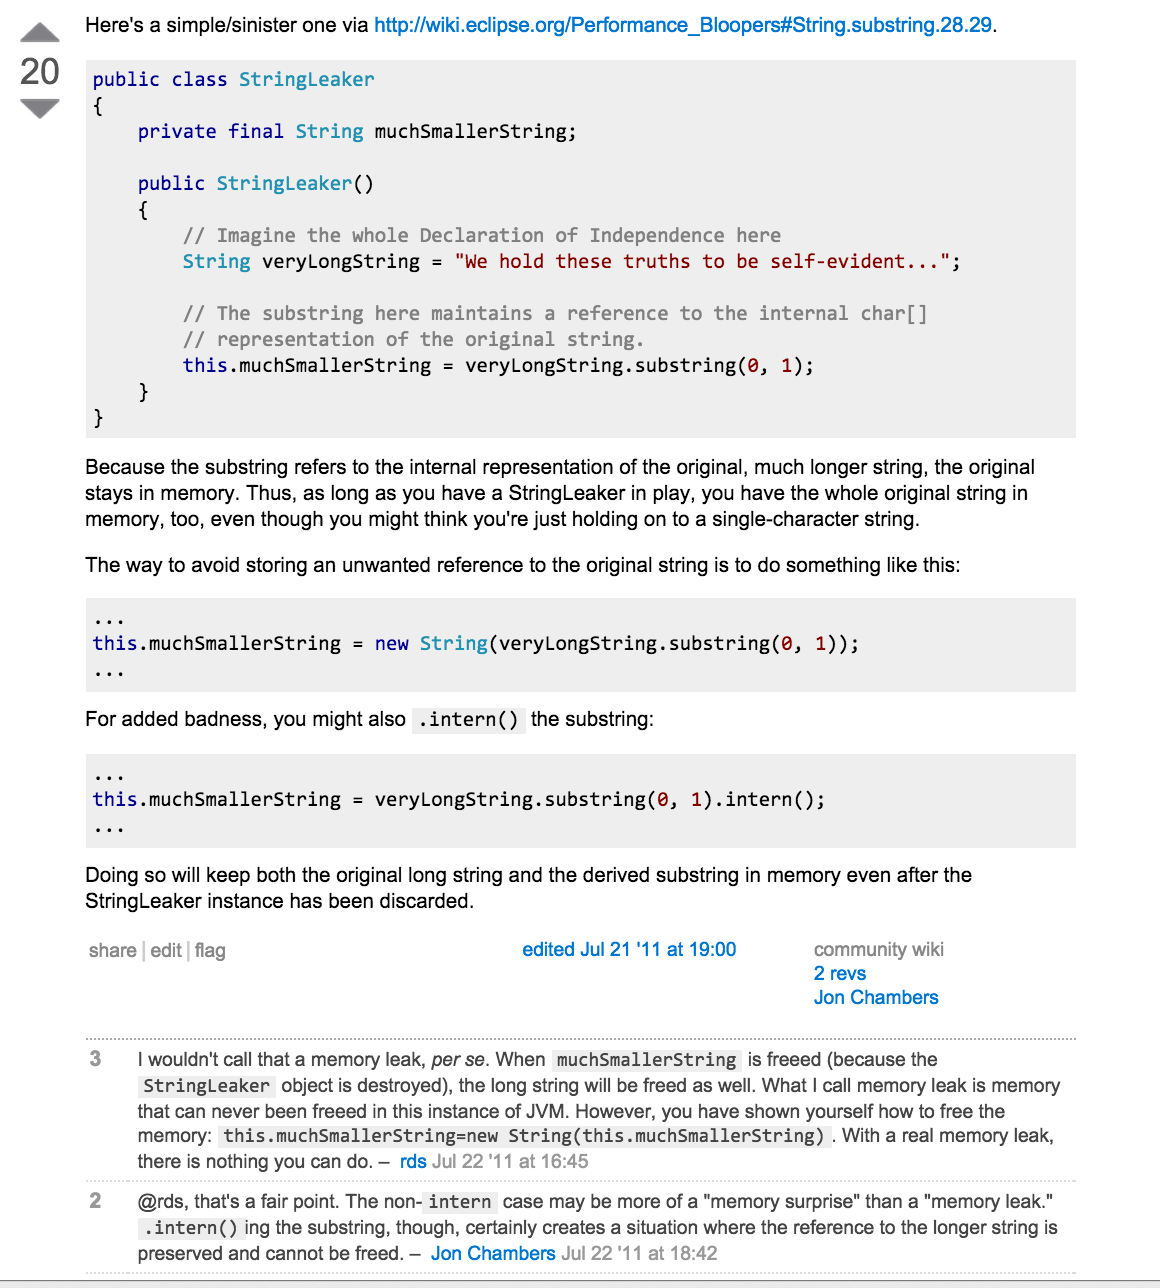 Here's a simple/sinister one via http://wiki.eclipse.org/Performance_Bloopers#String.substring.28.29.
20
public class StringLeaker
{
    private final String muchSmallerString;
    public StringLeaker()
    {
        // Imagine the whole Declaration of Independence here
        String veryLongString = "We hold these truths to be self-evident...";
        // The substring here maintains a reference to the internal char[]
        // representation of the original string.
        this.muchSmallerString = veryLongString.substring(0, 1);
    }
}
Because the substring refers to the internal representation of the original, much longer string, the original
stays in memory. Thus, as long as you have a StringLeaker in play, you have the whole original string in
memory, too, even though you might think you're just holding on to a single-character string.
The way to avoid storing an unwanted reference to the original string is to do something like this:
...
this.muchSmallerString = new String(veryLongString.substring(0, 1));
...
For added badness, you might also .intern() the substring:
...
this.muchSmallerString = veryLongString.substring(0, 1).intern();
...
Doing so will keep both the original long string and the derived substring in memory even after the
StringLeaker instance has been discarded.
share | edit | flag
edited Jul 21 '11 at 19:00
community wiki
2 revs
Jon Chambers
3 I wouldn't call that a memory leak, per se. When muchSmallerString is freeed (because the
StringLeaker object is destroyed), the long string will be freed as well. What I call memory leak is memory
that can never been freeed in this instance of JVM. However, you have shown yourself how to free the
memory: this.muchSmallerString=new String(this.muchSmallerString) . With a real memory leak,
there is nothing you can do. – rds Jul 22 '11 at 16:45
2 @rds, that's a fair point. The non- intern case may be more of a "memory surprise" than a "memory leak."
.intern() ing the substring, though, certainly creates a situation where the reference to the longer string is
preserved and cannot be freed. – Jon Chambers Jul 22 '11 at 18:42